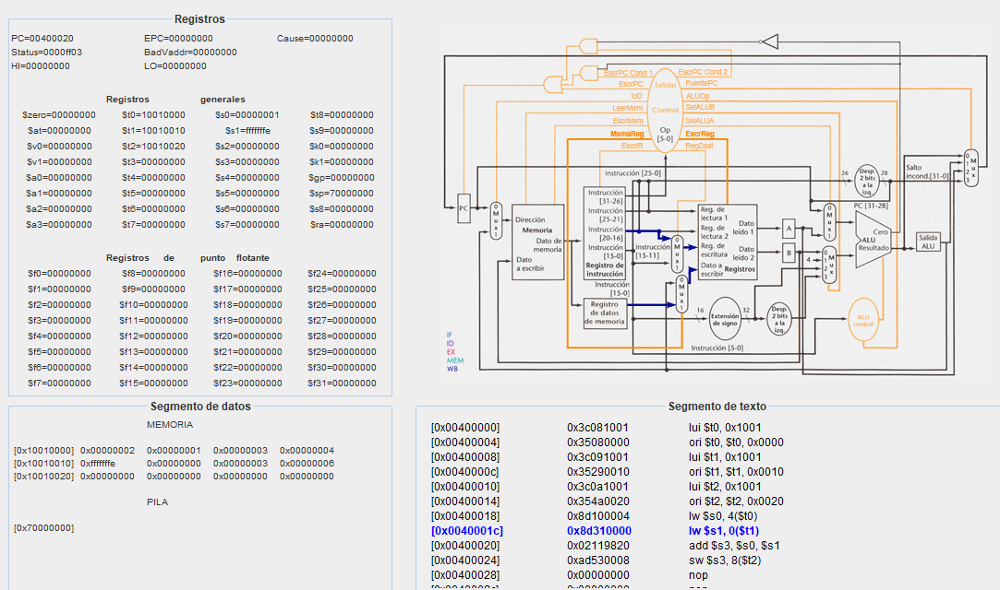 Registros
PC=00400020 EPC=00000000 Cause=00000000
Status=0000ff03 BadVaddr=00000000
HI=00000000 LO=00000000
Registros generales
$zero=00000000 $t0=10010000 $s0=00000001 $t8=00000000
$at=00000000 $t1=10010010 $s1=fffffffe $s9=00000000
$v0=00000000 $t2=10010020 $s2=00000000 $k0=00000000
$v1=00000000 $t3=00000000 $s3=00000000 $k1=00000000
$a0=00000000 $t4=00000000 $s4=00000000 $gp=00000000
$a1=00000000 $t5=00000000 $s5=00000000 $sp=70000000
$a2=00000000 $t6=00000000 $s6=00000000 $s8=00000000
$a3=00000000 $t7=00000000 $s7=00000000 $ra=00000000
Registros de punto flotante
$f0=00000000 $f8=00000000 $f16=00000000 $f24=00000000
$f1=00000000 $f9=00000000 $f17=00000000 $f25=00000000
$f2=00000000 $f10=00000000 $f18=00000000 $f26=00000000
$f3=00000000 $f11=00000000 $f19=00000000 $f27=00000000
$f4=00000000 $f12=00000000 $f20=00000000 $f28=00000000
$f5=00000000 $f13=00000000 $f21=00000000 $f29=00000000
$f6=00000000 $f14=00000000 $f22=00000000 $f30=00000000
$f7=00000000 $f15=00000000 $f23=00000000 $f31=00000000
EscrPC Cond 1 EscrPC Cond 2
EscrPC Salidas FuentePC
IoD ALUOp
LeerMem Control SelALUB
EscrMem SelALUA
MemaReg Op EscrReg
EscrIR [5-0] RegDest
Instrucción [25-0]
26 Desp. 2 bits a la izq. 28
Salto incond.[31-0]
0 1 2 3 Mux
PC [31-28]
PC
0 Mux 1
Dirección
Memoria
Dato de memoria
Dato a escribir
Instrucción [31-26]
Instrucción [25-21]
Instrucción [20-16]
Instrucción [15-0]
Registro de instrucción
Instrucción [15-11]
Instrucción [15-0]
0 Mux 1
0 Mux 1
Registro de datos de memoria
Reg. de lectura 1
Reg. de lectura 2
Reg. de escritura
Dato a escribir
Dato leído 1
Dato leído 2
Registros
A
B
4
0 Mux 1
0 1 2 3 Mux
Cero
ALU
Resultado
Salida ALU
16 Extensión de signo 32
Desp. 2 bits a la izq.
ALU control
Instrucción [5-0]
IF
ID
EX
MEM
WB
Segmento de datos
MEMORIA
[0x10010000] 0x00000002 0x00000001 0x00000003 0x00000004
[0x10010010] 0xfffffffe 0x00000000 0x00000003 0x00000006
[0x10010020] 0x00000000 0x00000000 0x00000000 0x00000000
PILA
[0x70000000]
Segmento de texto
[0x00400000] 0x3c081001 lui $t0, 0x1001
[0x00400004] 0x35080000 ori $t0, $t0, 0x0000
[0x00400008] 0x3c091001 lui $t1, 0x1001
[0x0040000c] 0x35290010 ori $t1, $t1, 0x0010
[0x00400010] 0x3c0a1001 lui $t2, 0x1001
[0x00400014] 0x354a0020 ori $t2, $t2, 0x0020
[0x00400018] 0x8d100004 lw $s0, 4($t0)
[0x0040001c] 0x8d310000 lw $s1, 0($t1)
[0x00400020] 0x02119820 add $s3, $s0, $s1
[0x00400024] 0xad530008 sw $s3, 8($t2)
[0x00400028] 0x00000000 nop